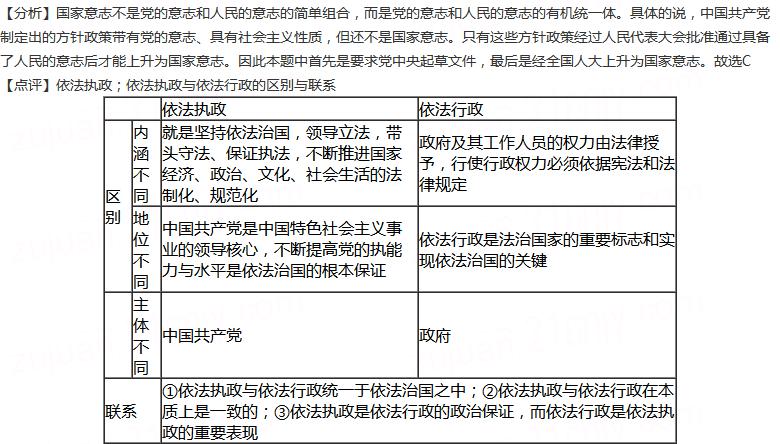 【分析】国家意志不是党的意志和人民的意志的简单组合，而是党的意志和人民的意志的有机统一体。具体的说，中国共产党
制定出的方针政策带有党的意志、具有社会主义性质，但还不是国家意志。只有这些方针政策经过人民代表大会批准通过具备
了人民的意志后才能上升为国家意志。因此本题中首先是要求党中央起草文件，最后是经全国人大上升为国家意志。故选C
【点评】依法执政；依法执政与依法行政的区别与联系
依法执政
依法行政
区别
内涵不同
就是坚持依法治国，领导立法，带
头守法、保证执法，不断推进国家
经济、政治、文化、社会生活的法
制化、规范化
政府及其工作人员的权力由法律授
予，行使行政权力必须依据宪法和法
律规定
地位不同
中国共产党是中国特色社会主义事
业的领导核心，不断提高党的执能
力与水平是依法治国的根本保证
依法行政是法治国家的重要标志和实
现依法治国的关键
主体不同
中国共产党
政府
联系
①依法执政与依法行政统一于依法治国之中；②依法执政与依法行政在本
质上是一致的；③依法执政是依法行政的政治保证，而依法行政是依法执
政的重要表现